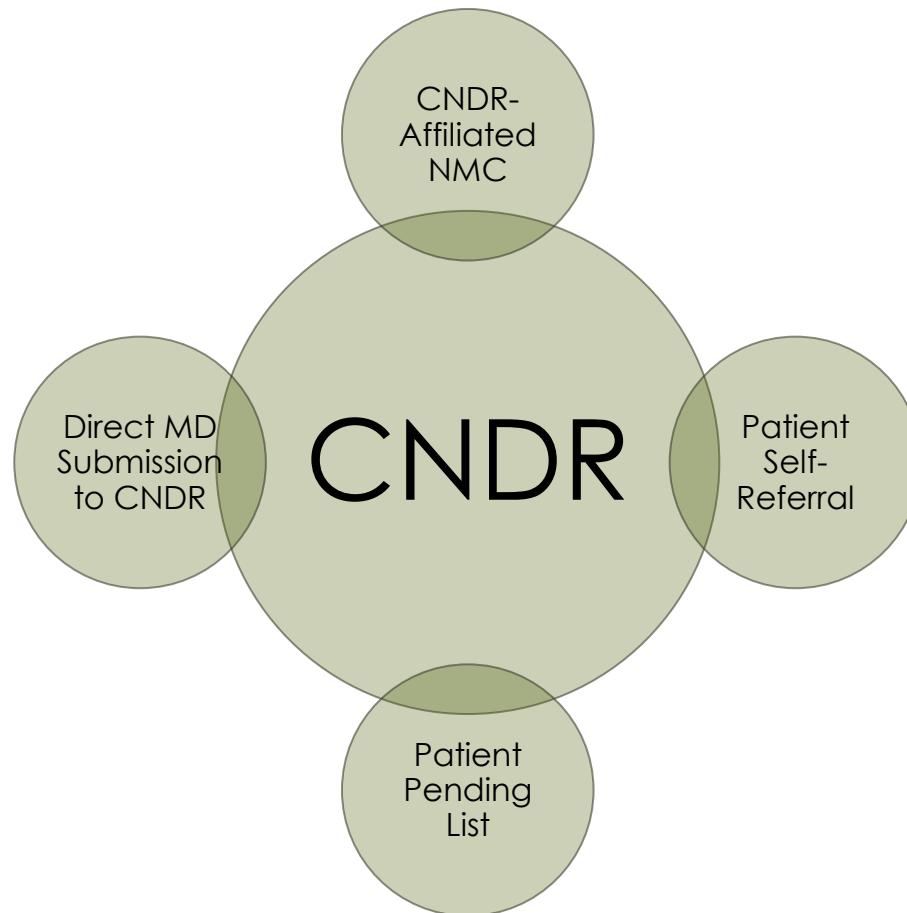 CNDR-
Affiliated
NMC
Direct MD
Submission
to CNDR
CNDR
Patient
Self-
Referral
Patient
Pending
List